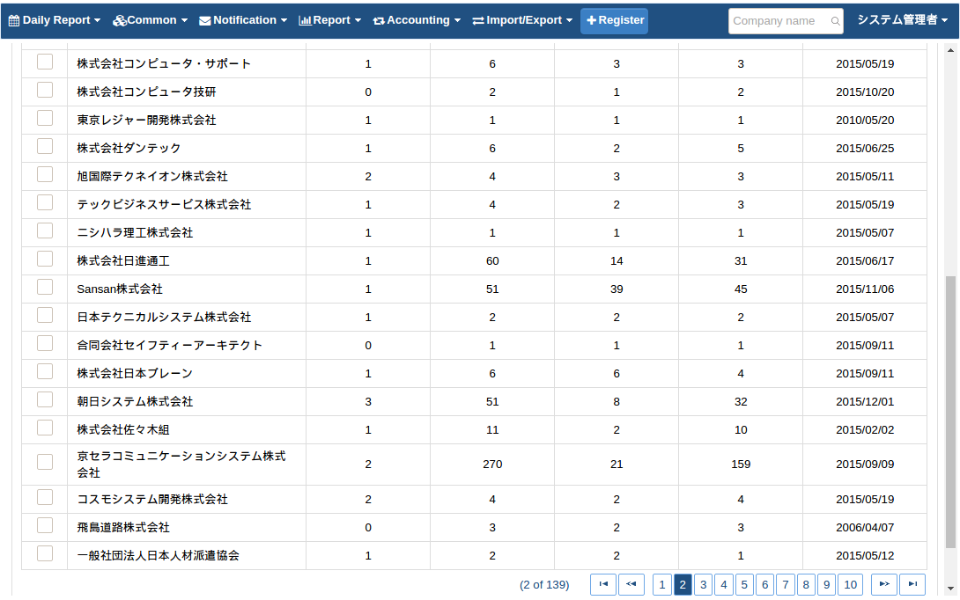 Daily Report Common Notification Report Accounting Import/Export Register Company name システム管理者
株式会社コンピュータ・サポート 1 6 3 3 2015/05/19
株式会社コンピュータ技研 0 2 1 2 2015/10/20
東京レジャー開発株式会社 1 1 1 1 2010/05/20
株式会社ダンテック 1 6 2 5 2015/06/25
旭国際テクネイオン株式会社 2 4 3 3 2015/05/11
テックビジネスサービス株式会社 1 4 2 3 2015/05/19
ニシハラ理工株式会社 1 1 1 1 2015/05/07
株式会社日進通工 1 60 14 31 2015/06/17
Sansan株式会社 1 51 39 45 2015/11/06
日本テクニカルシステム株式会社 1 2 2 2 2015/05/07
合同会社セイフティーアーキテクト 0 1 1 1 2015/09/11
株式会社日本ブレーン 1 6 6 4 2015/09/11
朝日システム株式会社 3 51 8 32 2015/12/01
株式会社佐々木組 1 11 2 10 2015/02/02
京セラコミュニケーションシステム株式
会社 2 270 21 159 2015/09/09
コスモシステム開発株式会社 2 4 2 4 2015/05/19
飛鳥道路株式会社 0 3 2 3 2006/04/07
一般社団法人日本人材派遣協会 1 2 2 1 2015/05/12
(2 of 139) 1 2 3 4 5 6 7 8 9 10